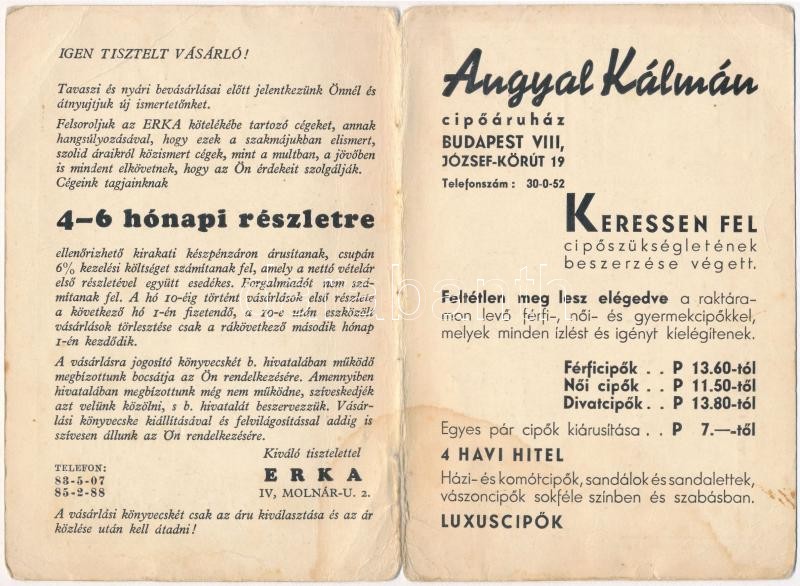 IGEN TISZTELT VÁSÁRLÓ!
Tavaszi és nyári bevásárlásai előtt jelentkezünk Önnél és
átnyujtjuk új ismertetőnket.
Felsoroljuk az ERKA kötelékébe tartozó cégeket, annak
hangsúlyozásával, hogy ezek a szakmájukban elismert,
szolid áraikról közismert cégek, mint a multban, a jövőben
is mindent elkövetnek, hogy az Ön érdekeit szolgálják.
Cégeink tagjainknak
4–6 hónapi részletre
ellenőrizhető kirakati készpénzáron árusítanak, csupán
6% kezelési költséget számítanak fel, amely a nettó vételár
első részletével együtt esedékes. Forgalmiadót nem szá-
mítanak fel. A hó 10-éig történt vásárlások első részlete
a következő hó 1-én fizetendő, a 10-e után eszközölt
vásárlások törlesztése csak a rákövetkező második hónap
1-én kezdődik.
A vásárlásra jogosító könyvecskét b. hivatalában működő
megbízottunk bocsátja az Ön rendelkezésére. Amennyiben
hivatalában megbízottunk még nem működne, szíveskedjék
azt velünk közölni, s b. hivatalát beszervezzük. Vásár-
lási könyvecske kiállításával és felvilágosítással addig is
szívesen állunk az Ön rendelkezésére.
Kiváló tisztelettel
TELEFON:
83-5-07
85-2-88
ERKA
IV, MOLNÁR-U. 2.
A vásárlási könyvecskét csak az áru kiválasztása és az ár
közlése után kell átadni!
Angyal Kálmán
cipőáruház
BUDAPEST VIII,
JÓZSEF-KÖRÚT 19
Telefonszám: 30-0-52
KERESSEN FEL
cipőszükségletének
beszerzése végett.
Feltétlen meg lesz elégedve a raktára-
mon levő férfi-, női- és gyermekcipőkkel,
melyek minden ízlést és igényt kielégítenek.
Férficipők . . P 13.60-tól
Női cipők . . P 11.50-től
Divatcipők . . P 13.80-tól
Egyes pár cipők kiárusítása . . P 7.—-től
4 HAVI HITEL
Házi- és komótcipők, sandálok és sandalettek,
vászoncipők sokféle színben és szabásban.
LUXUSCIPŐK